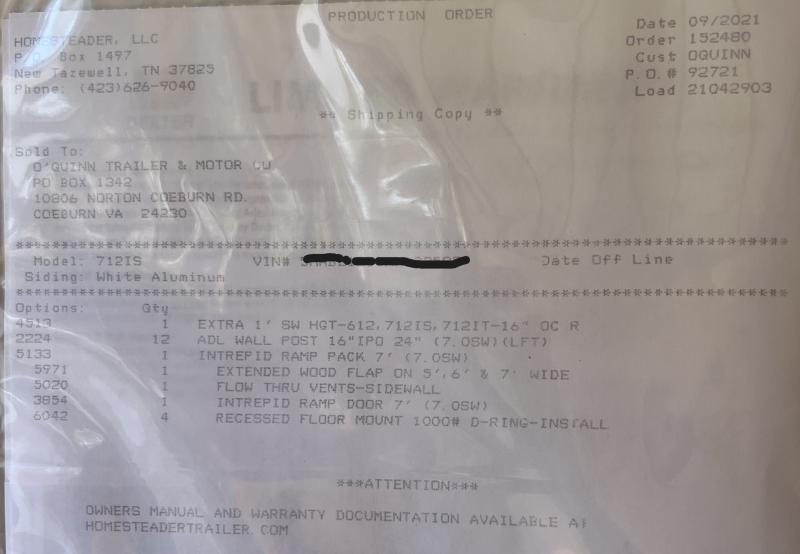 PRODUCTION ORDER
Date 09/2021
HOMESTEADER, LLC
Order 152480
P.O. Box 1497
Cust OQUINN
New Tazewell, TN 37825
P.O.# 92721
Phone: (423)626-9040
Load 21042903
** Shipping Copy **
Sold To:
O'QUINN TRAILER & MOTOR CO
PO BOX 1342
10806 NORTON COEBURN RD.
COEBURN VA 24230
Model: 712IS VIN# Date Off Line
Siding: White Aluminum
Options: Qty
4513 1 EXTRA 1' SW HGT-612,712IS,712IT-16" OC R
2224 12 ADL WALL POST 16"IPO 24" (7.0SW)(LFT)
5133 1 INTREPID RAMP PACK 7' (7.0SW)
5971 1 EXTENDED WOOD FLAP ON 5',6' & 7' WIDE
5020 1 FLOW THRU VENTS-SIDEWALL
3854 1 INTREPID RAMP DOOR 7' (7.0SW)
6042 4 RECESSED FLOOR MOUNT 1000# D-RING-INSTALL
***ATTENTION***
OWNERS MANUAL AND WARRANTY DOCUMENTATION AVAILABLE AT
HOMESTEADERTRAILER.COM